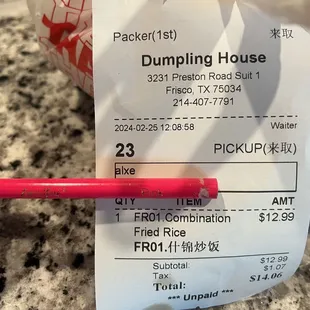 Packer(1st) 来取
Dumpling House
3231 Preston Road Suit 1
Frisco, TX 75034
214-407-7791
2024-02-25 12:08:58 Waiter
23 PICKUP(来取)
alxe
QTY ITEM AMT
1 FR01.Combination $12.99
Fried Rice
FR01.什锦炒饭
Subtotal: $12.99
Tax: $1.07
Total: $14.06
*** Unpaid ***